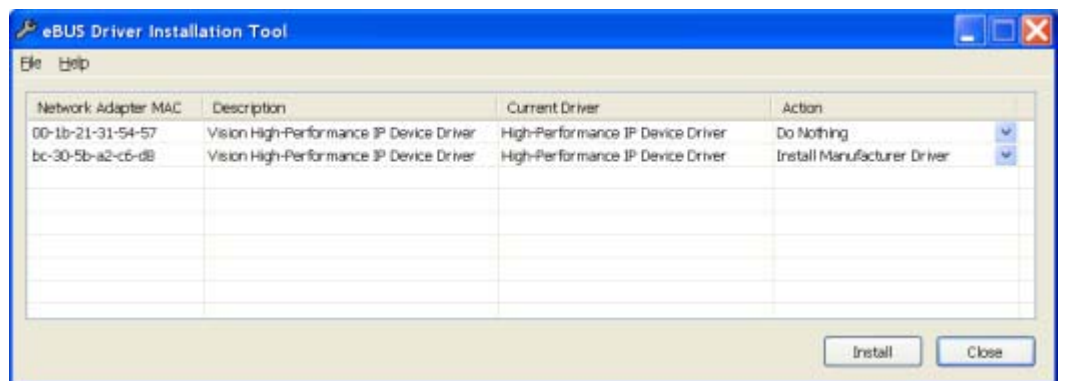 eBUS Driver Installation Tool
File Help
Network Adapter MAC Description Current Driver Action
00-1b-21-31-54-57 Vision High-Performance IP Device Driver High-Performance IP Device Driver Do Nothing
bc-30-5b-a2-c6-d8 Vision High-Performance IP Device Driver High-Performance IP Device Driver Install Manufacturer Driver
Install Close